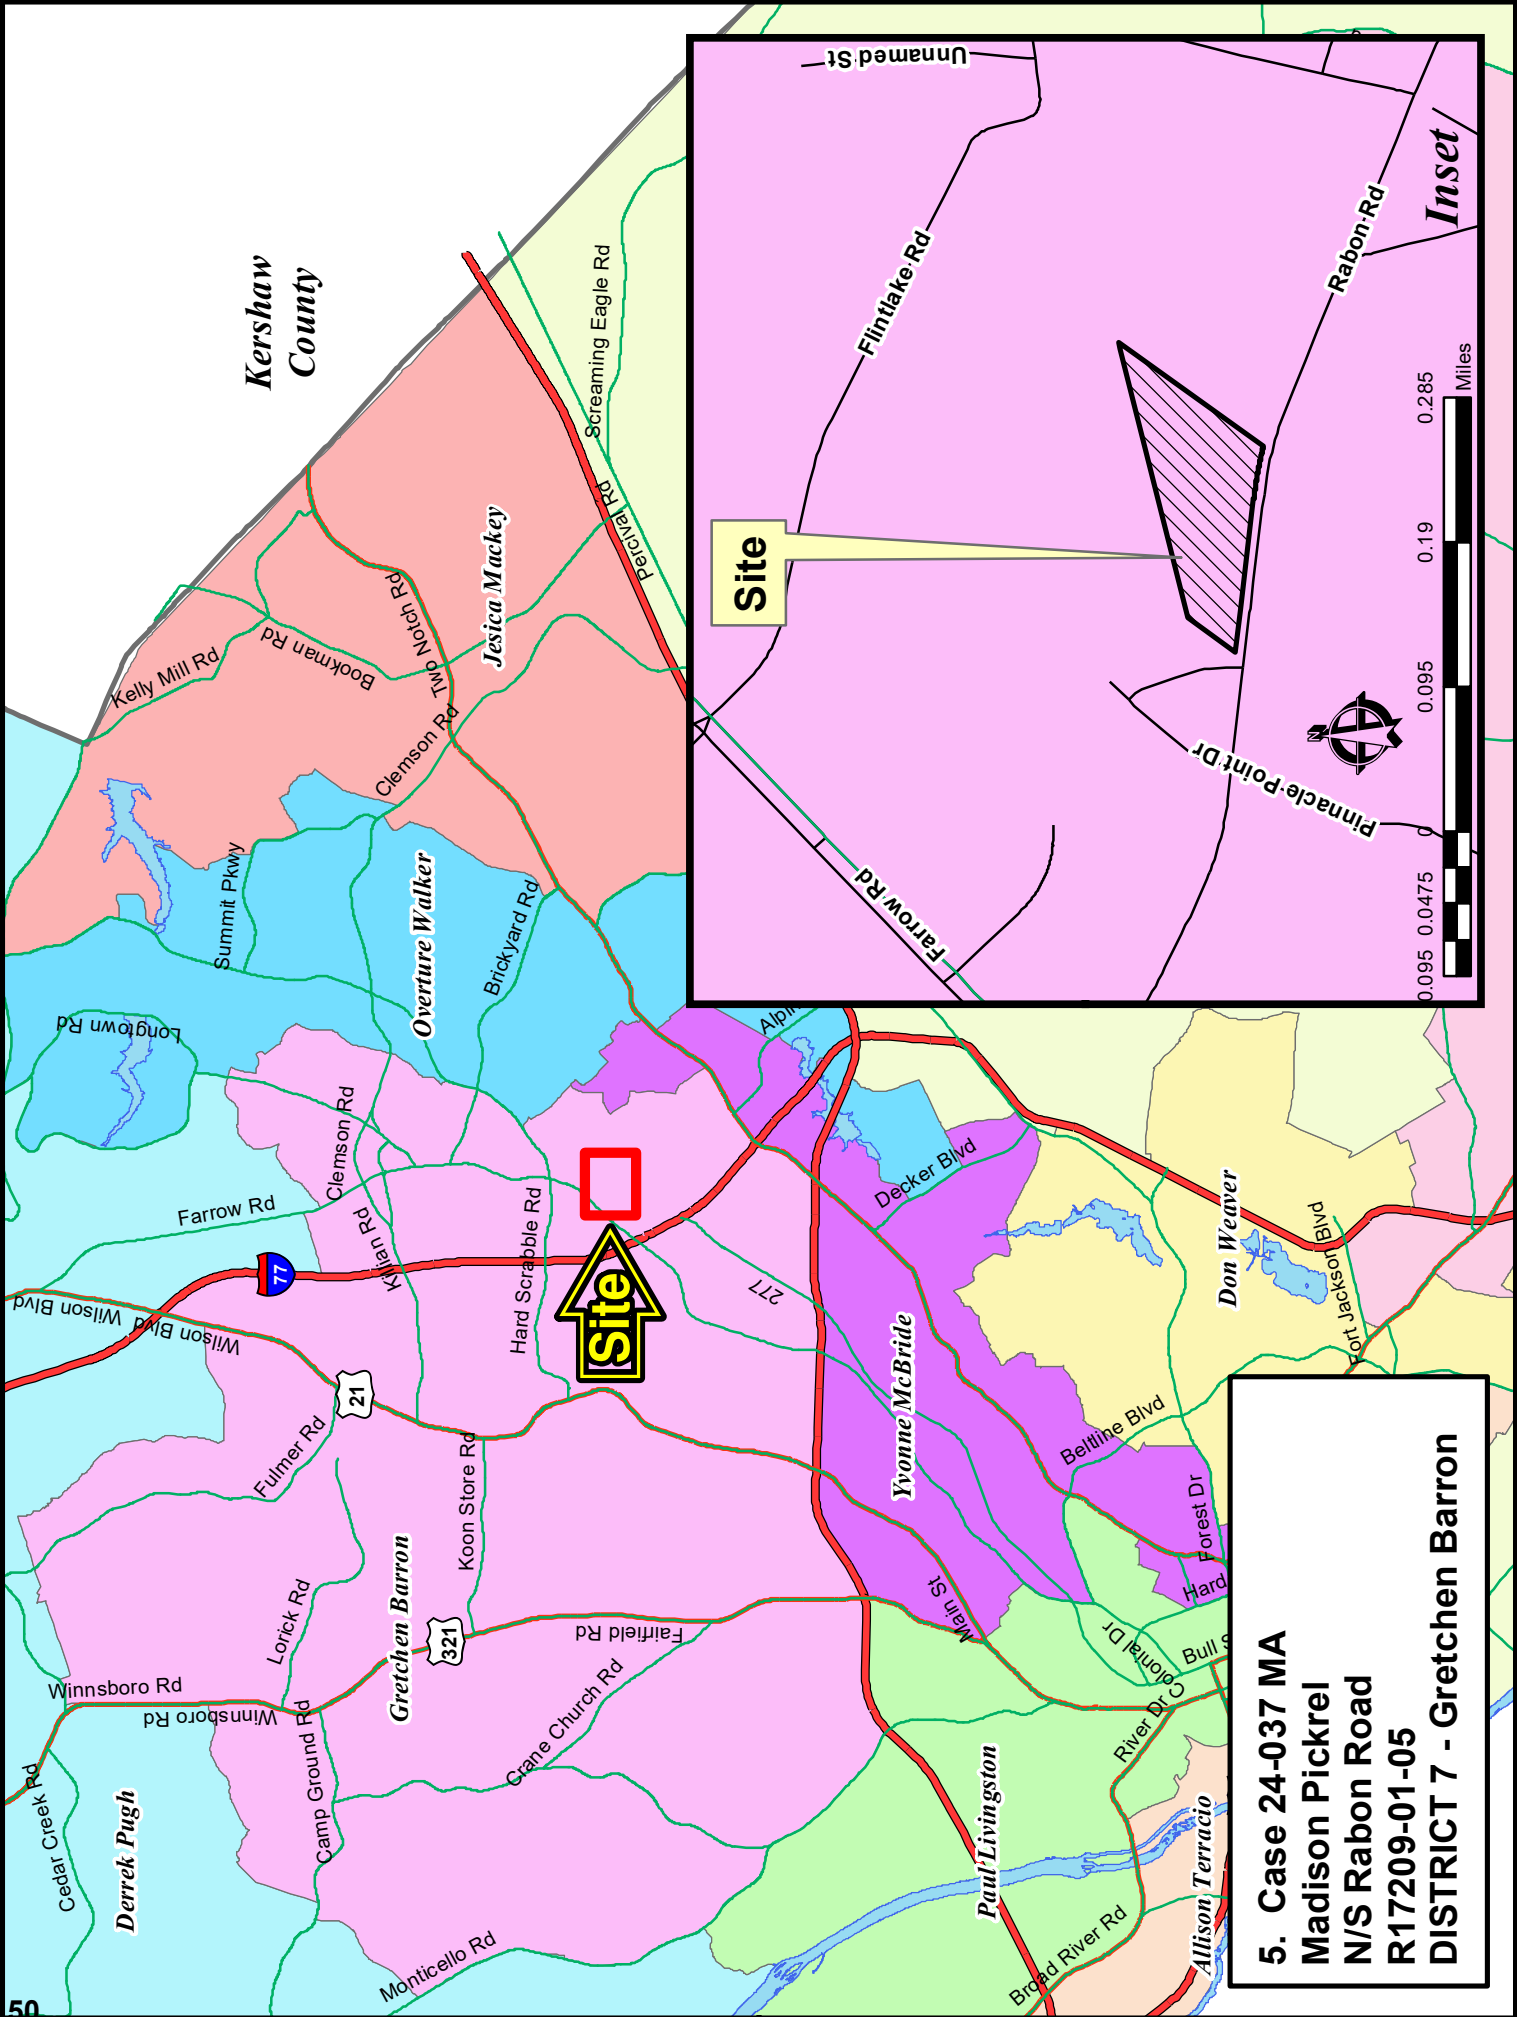 50
Kershaw
County
Derrek Pugh
Gretchen Barron
Overture Walker
Jesica Mackey
Yvonne McBride
Don Weaver
Paul Livingston
Allison Terracio
Cedar Creek Rd
Winnsboro Rd
Winnsboro Rd
Camp Ground Rd
Monticello Rd
Crane Church Rd
Lorick Rd
Fulmer Rd
Koon Store Rd
Fairfield Rd
321
21
77
277
Wilson Blvd
Wilson Blvd
Farrow Rd
Killian Rd
Clemson Rd
Hard Scrabble Rd
Longtown Rd
Summit Pkwy
Brickyard Rd
Clemson Rd
Two Notch Rd
Kelly Mill Rd
Bookman Rd
Percival Rd
Screaming Eagle Rd
Decker Blvd
Beltline Blvd
Forest Dr
Fort Jackson Blvd
Main St
Colonial Dr
River Dr
Broad River Rd
Hard
Site
Site
Unnamed St
Flintlake Rd
Rabon Rd
Farrow Rd
Pinnacle Point Dr
Inset
N
0.095 0.0475 0 0.095 0.19 0.285
Miles
5. Case 24-037 MA
Madison Pickrel
N/S Rabon Road
R17209-01-05
DISTRICT 7 - Gretchen Barron